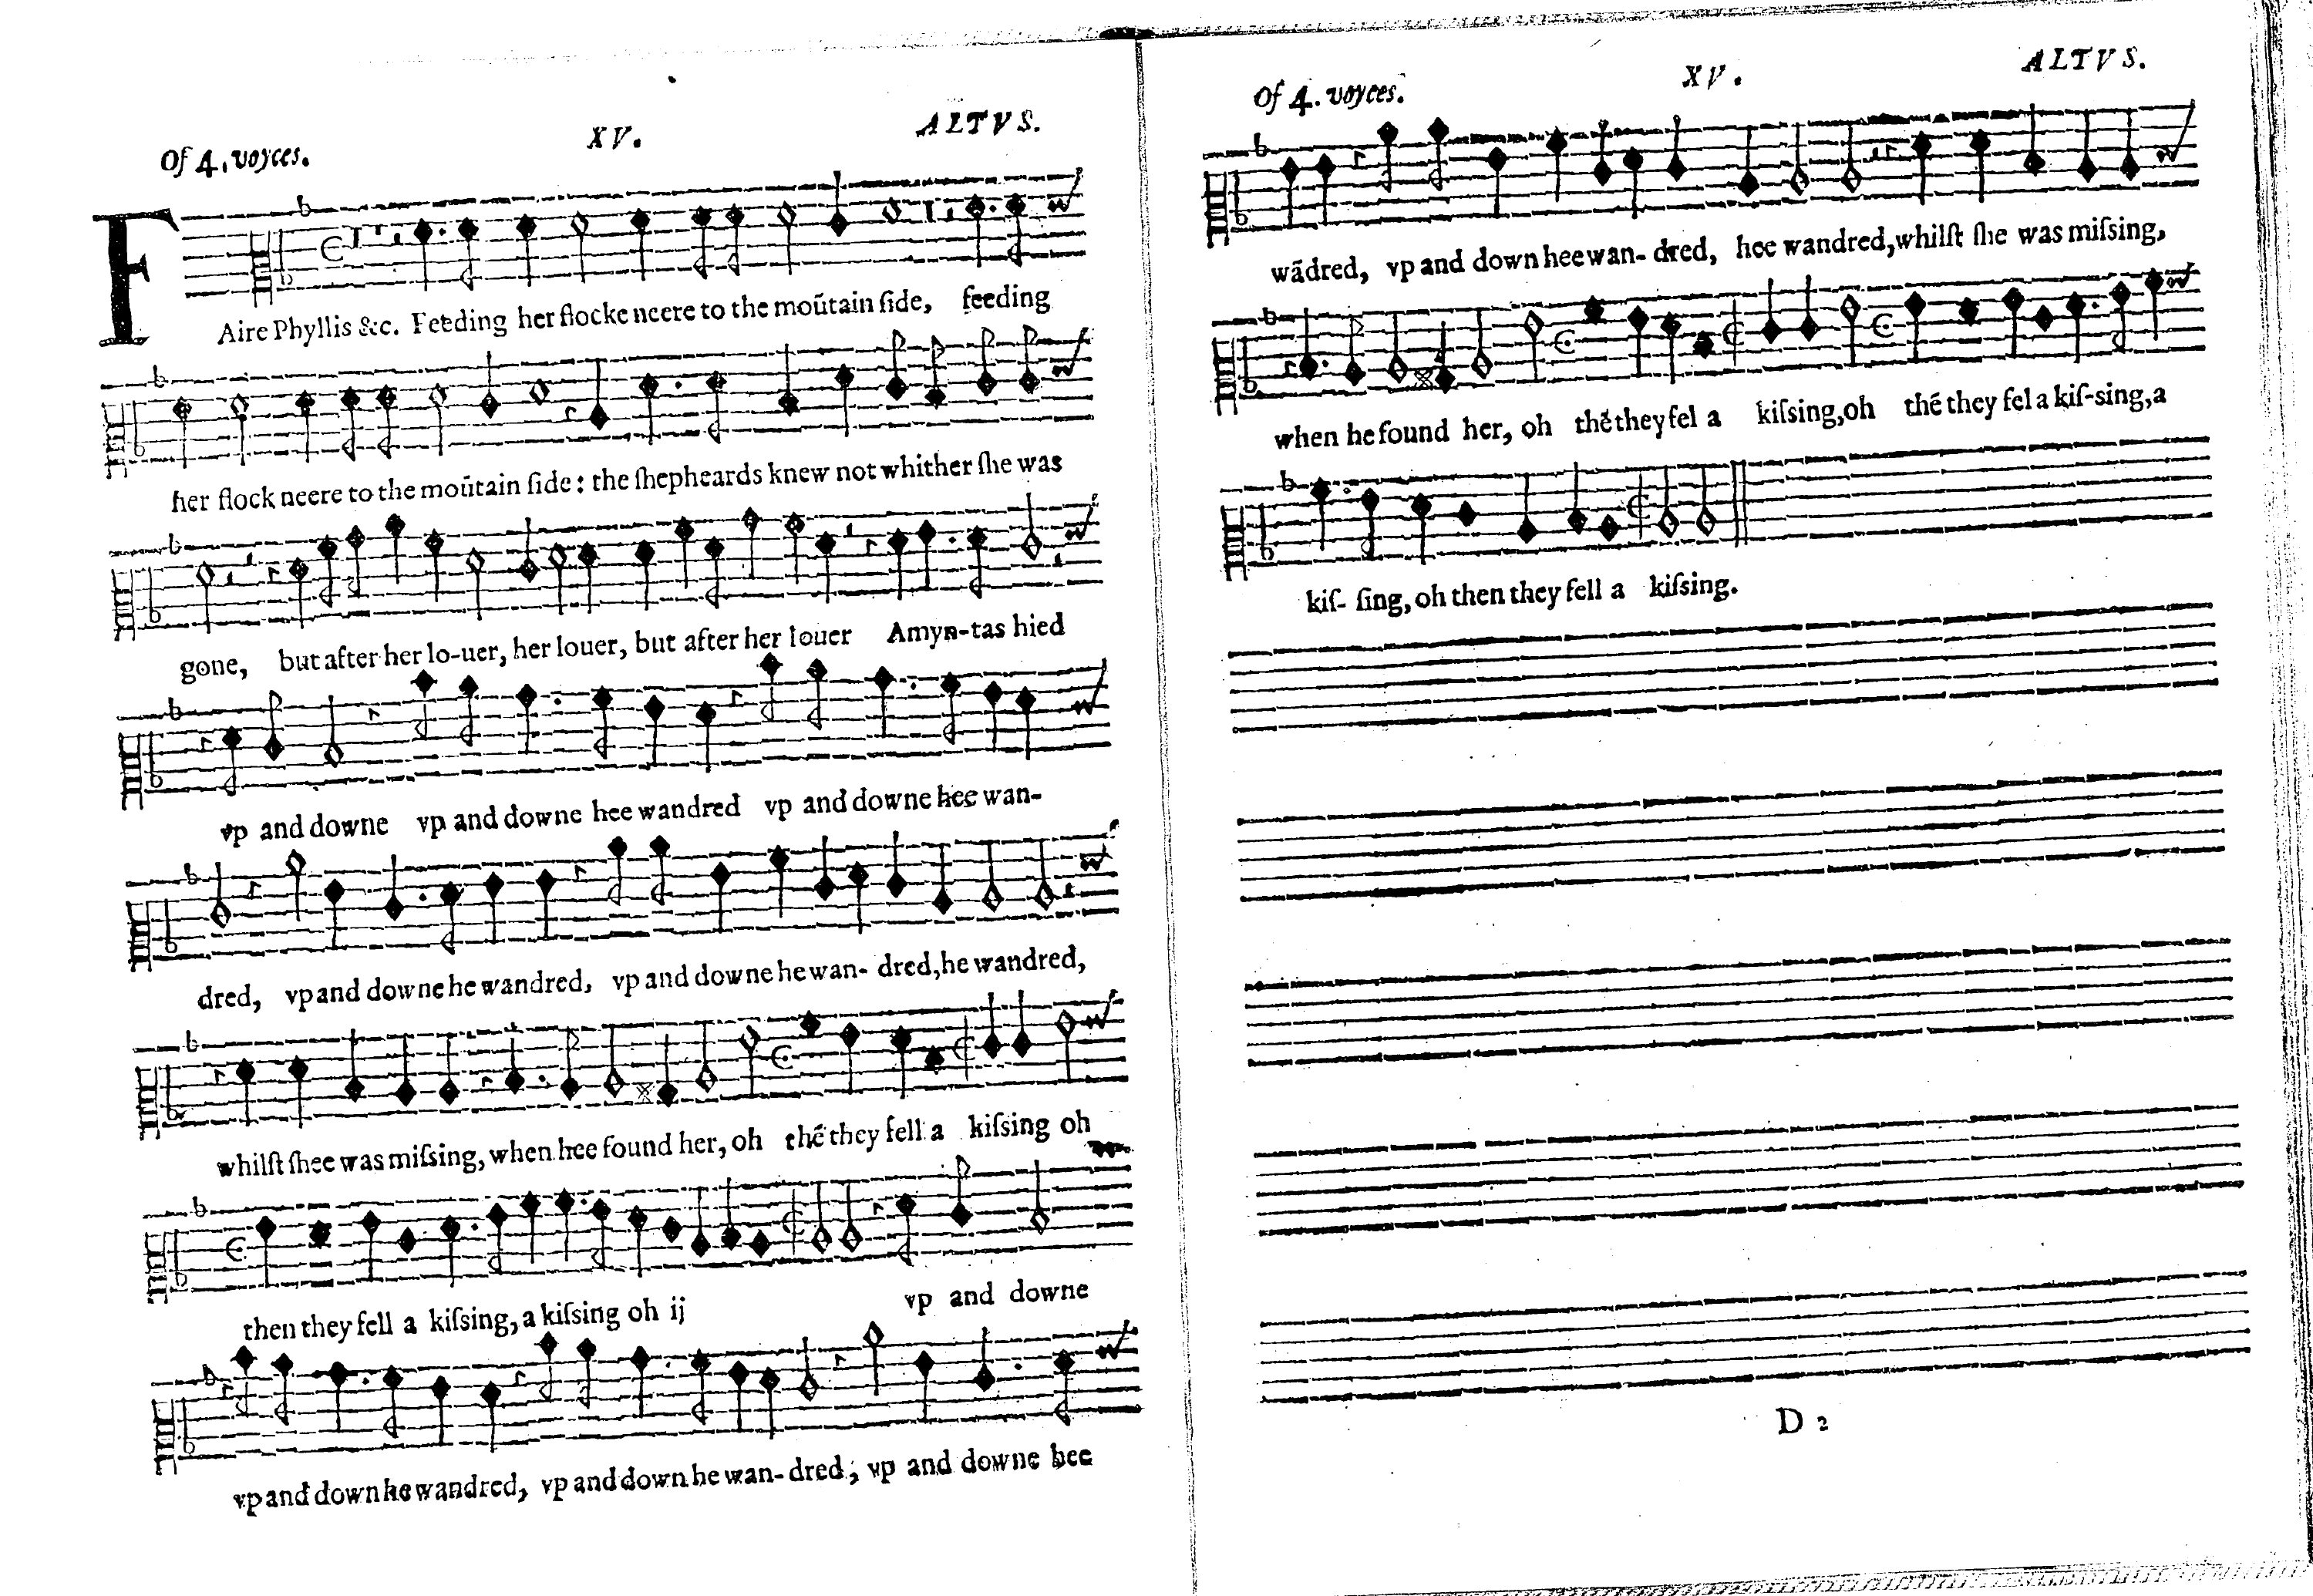 Of 4. voyces. XV. ALTVS.
FAire Phyllis &c. Feeding her flocke neere to the moũtain ſide, feeding
her flock neere to the moũtain ſide: the ſhepheards knew not whither ſhe was
gone, but after her lo-uer, her louer, but after her louer Amyn-tas hied
vp and downe vp and downe hee wandred vp and downe hee wan-
dred, vp and downe he wandred, vp and downe he wan- dred, he wandred,
whilſt ſhee was miſsing, when hee found her, oh thẽ they fell a kiſsing oh
then they fell a kiſsing, a kiſsing oh ij vp and downe
vp and down he wandred, vp and down he wan- dred, vp and downe hee
Of 4. voyces. XV. ALTVS.
wãdred, vp and down hee wan- dred, hee wandred, whilſt ſhe was miſsing,
when he found her, oh thẽ they fel a kiſsing, oh thẽ they fel a kiſ-sing, a
kiſ- ſing, oh then they fell a kiſsing.
D 2